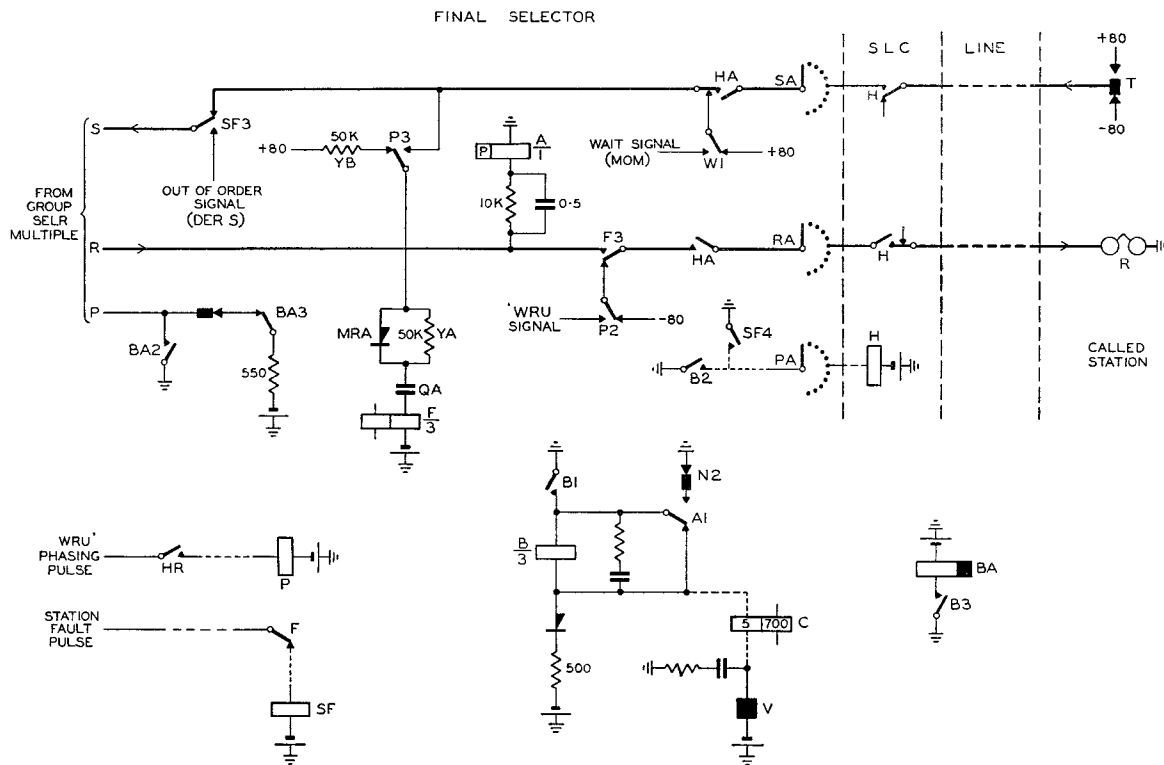 FINAL SELECTOR
SLC
LINE
+80
T
-80
HA
SA
H
S
SF3
+80
50K
YB
P3
A
1
P
WAIT SIGNAL
(MOM)
W1
+80
OUT OF ORDER
SIGNAL
(DER S)
FROM
GROUP
SELR
MULTIPLE
10K
0·5
R
F3
HA
RA
H
R
'WRU
SIGNAL
P2
-80
P
BA3
BA2
550
MRA
50K
YA
QA
F
3
SF4
B2
PA
H
CALLED
STATION
B1
N2
A1
B
3
500
5
700
C
V
BA
B3
'WRU'
PHASING
PULSE
HR
P
STATION
FAULT
PULSE
F
SF